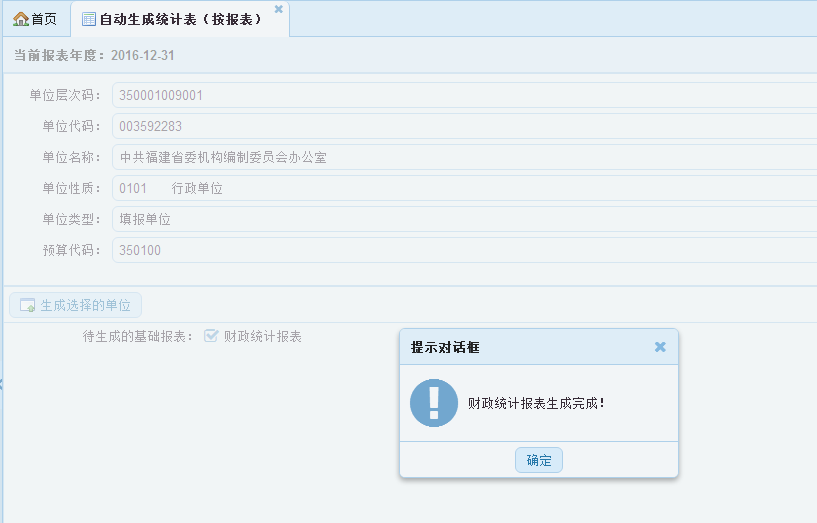 首页 自动生成统计表（按报表）
当前报表年度：2016-12-31
单位层次码： 350001009001
单位代码： 003592283
单位名称： 中共福建省委机构编制委员会办公室
单位性质： 0101 行政单位
单位类型： 填报单位
预算代码： 350100
生成选择的单位
待生成的基础报表： 财政统计报表
提示对话框
财政统计报表生成完成！
确定